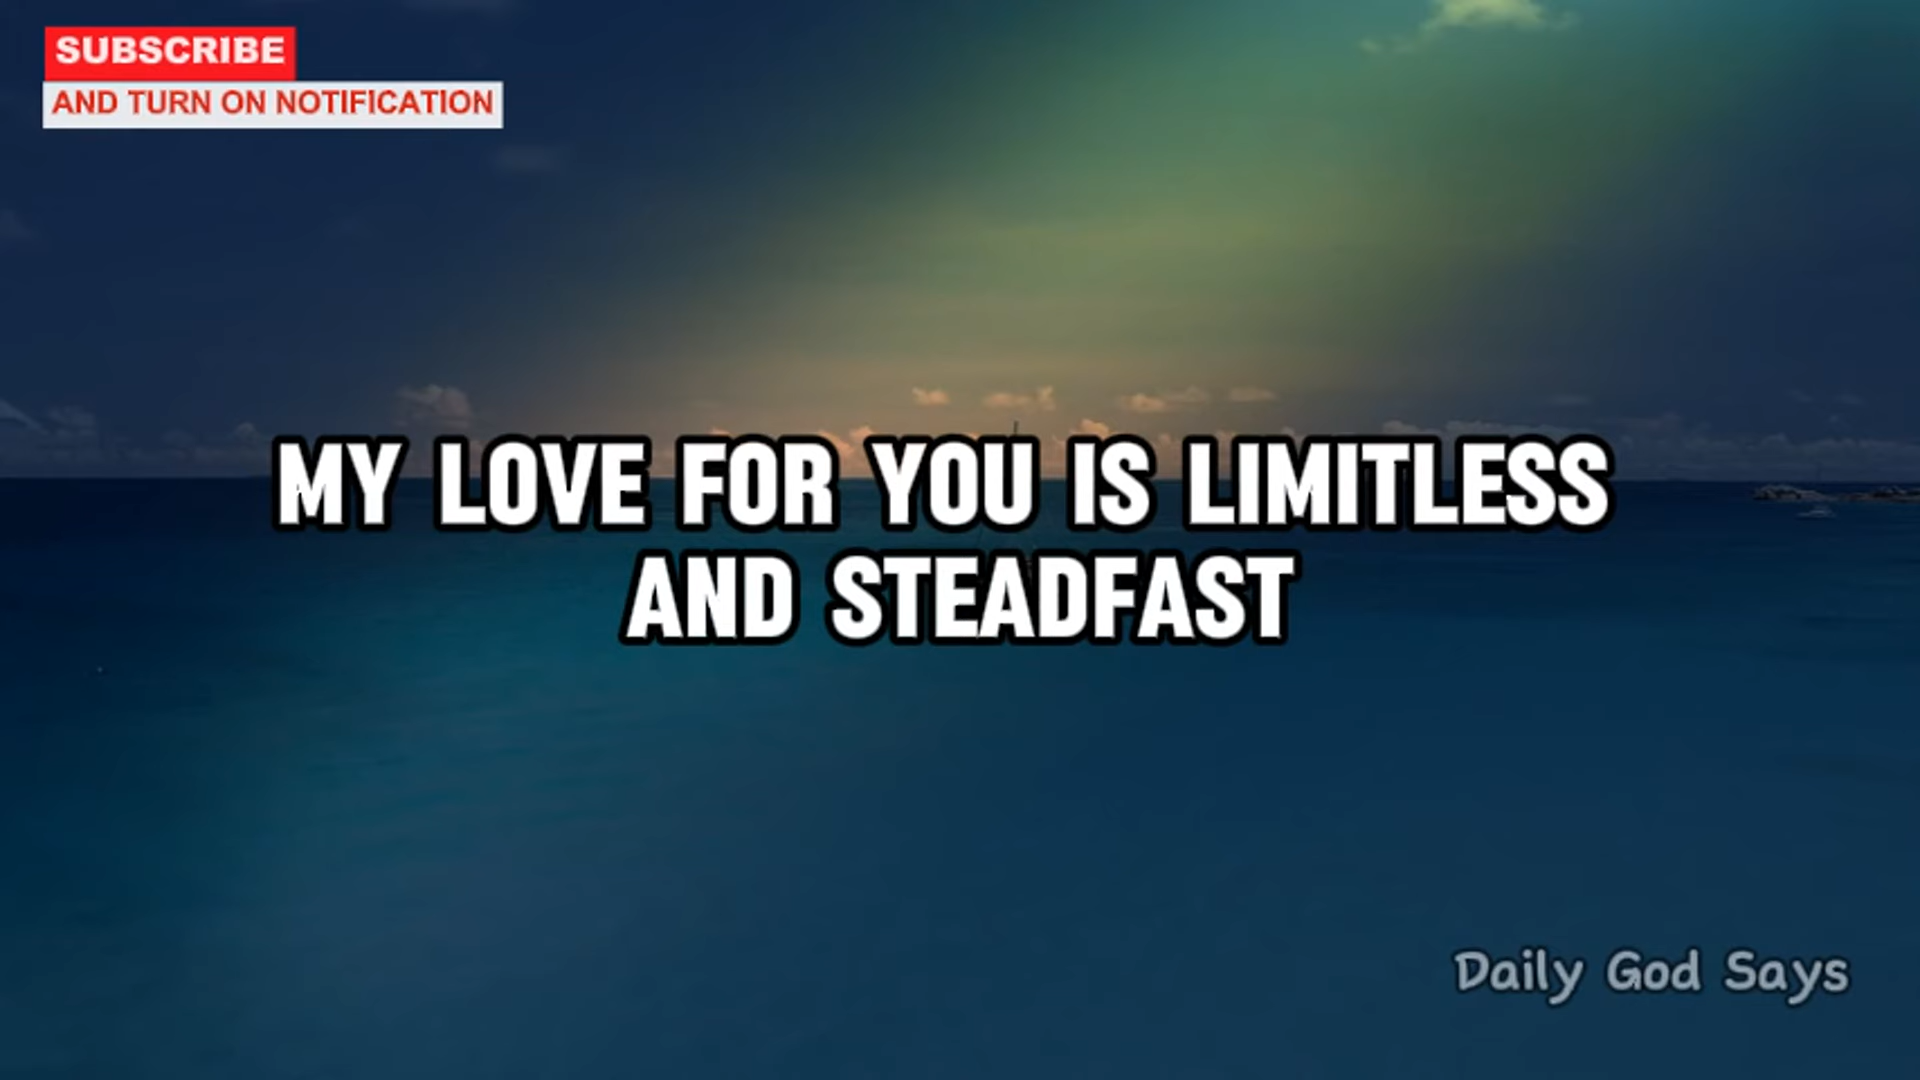 SUBSCRIBE
AND TURN ON NOTIFICATION
MY LOVE FOR YOU IS LIMITLESS
AND STEADFAST
Daily God Says